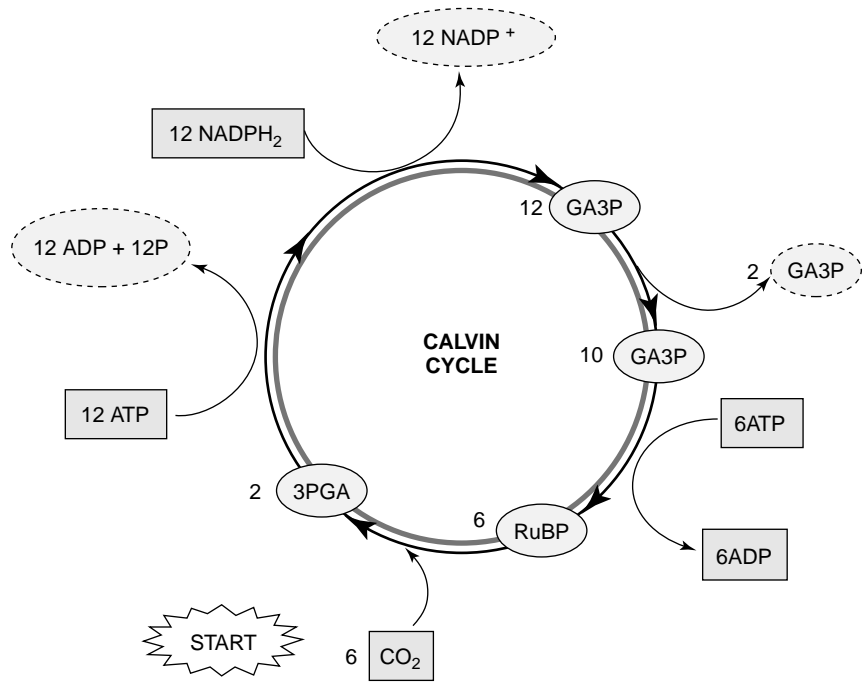 12 NADP +
12 NADPH2
12 GA3P
12 ADP + 12P
2 GA3P
CALVIN
CYCLE
10 GA3P
12 ATP
6ATP
2 3PGA
6 RuBP
6ADP
START
6 CO2